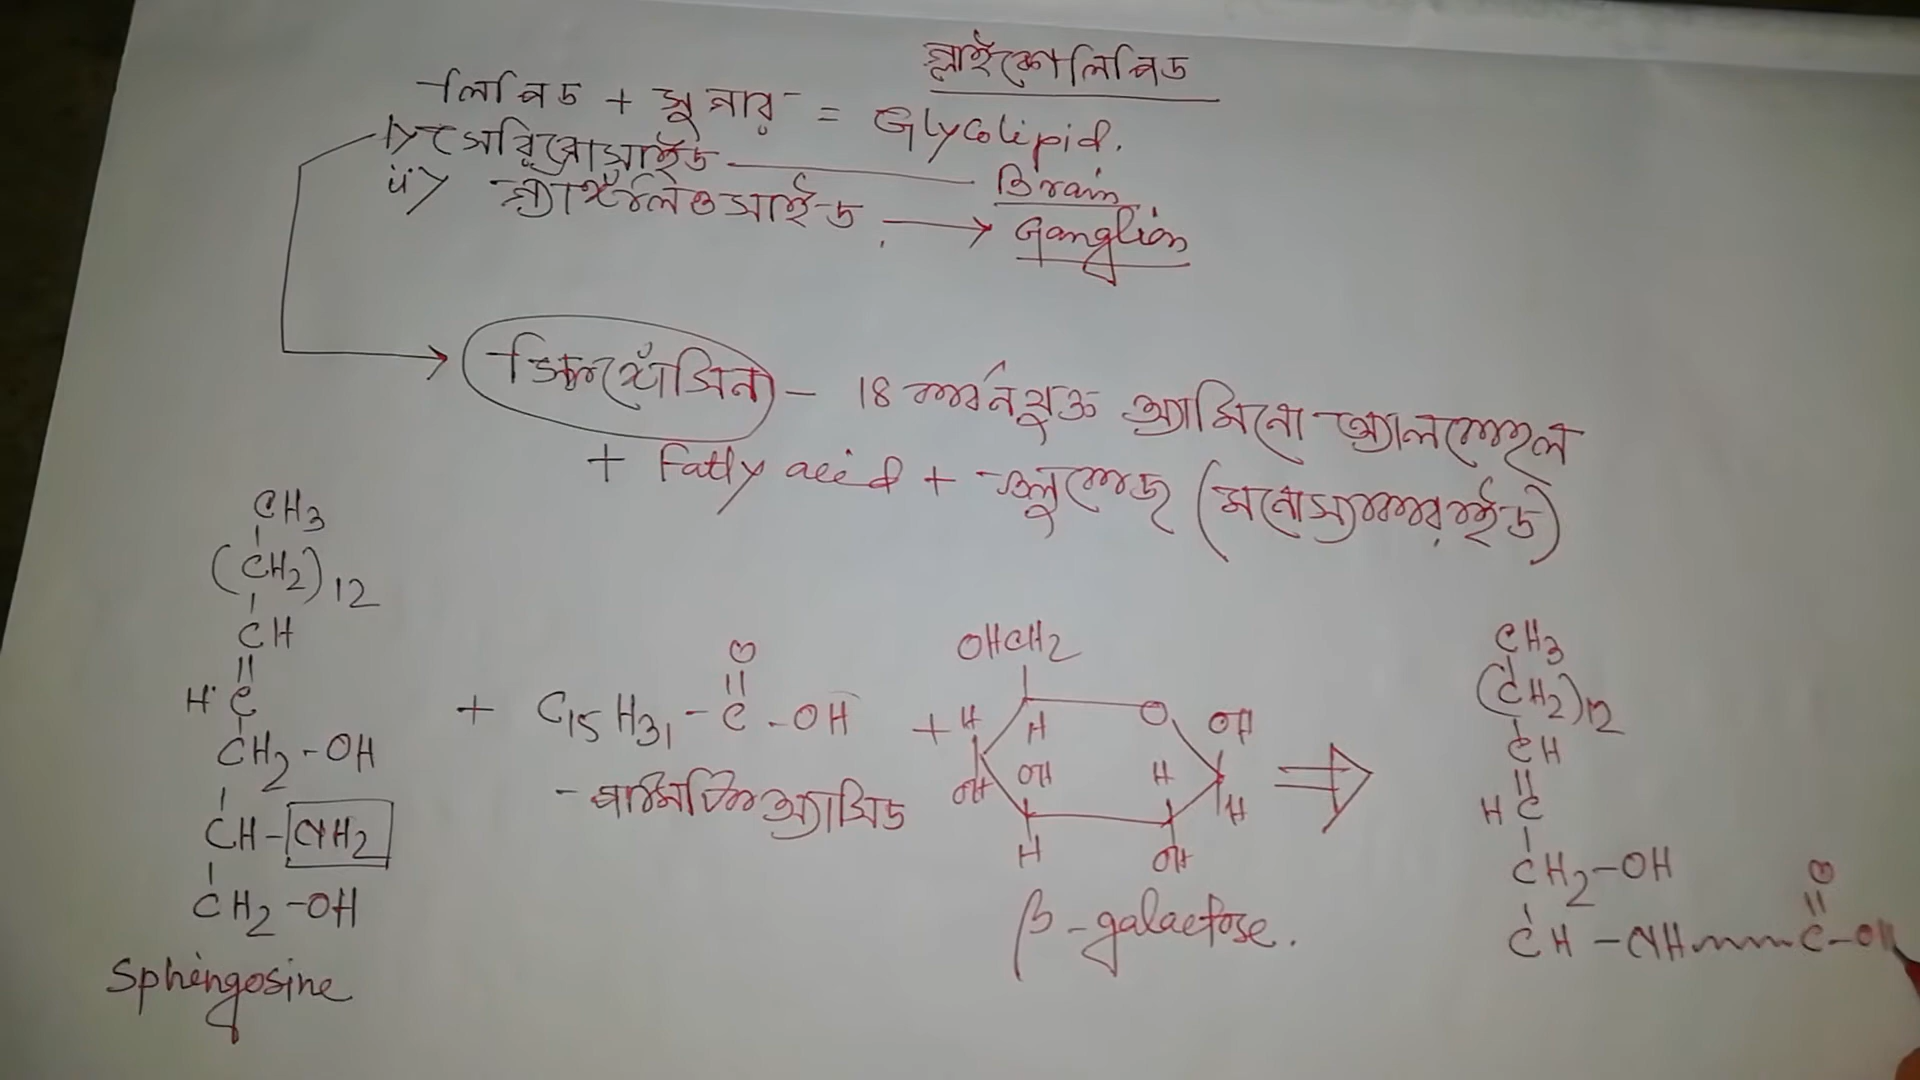 গ্লাইকোলিপিড
লিপিড + সুগার = Glycolipid.
i> সেরিব্রোসাইড — Brain
ii> গ্যাংলিওসাইড → Ganglion
স্ফিংগোসিন – 18 কার্বনযুক্ত অ্যামিনো অ্যালকোহল
+ Fatty acid + গ্লুকোজ (মনোস্যাকারাইড)
CH3
(CH2)12
CH
||
H C
CH2-OH
CH-NH2
CH2-OH
Sphingosine
+ C15H31-C-OH
O
||
পামিটিক অ্যাসিড
+
OHCH2
H H O OH
OH OH H H
H OH
β-galactose.
⇒
CH3
(CH2)12
CH
||
H C
CH2-OH
O
||
CH-NH C-OH